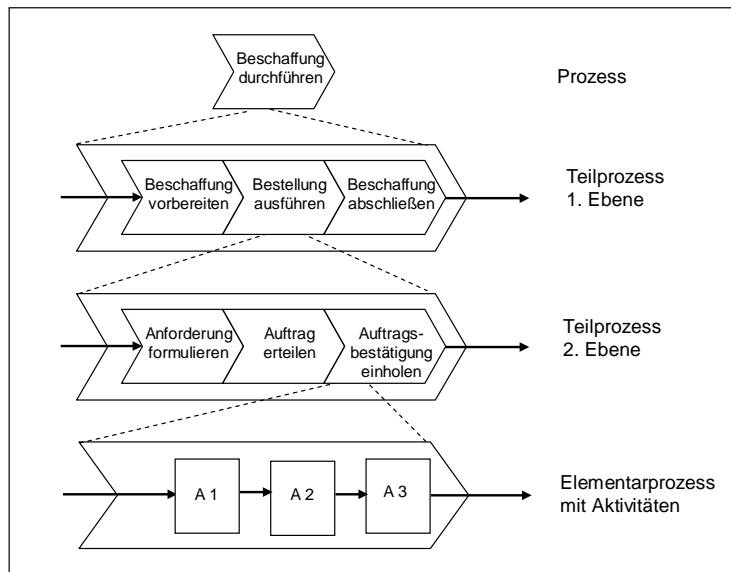 Beschaffung
durchführen
Prozess
Beschaffung
vorbereiten
Bestellung
ausführen
Beschaffung
abschließen
Teilprozess
1. Ebene
Anforderung
formulieren
Auftrag
erteilen
Auftrags-
bestätigung
einholen
Teilprozess
2. Ebene
A 1
A 2
A 3
Elementarprozess
mit Aktivitäten